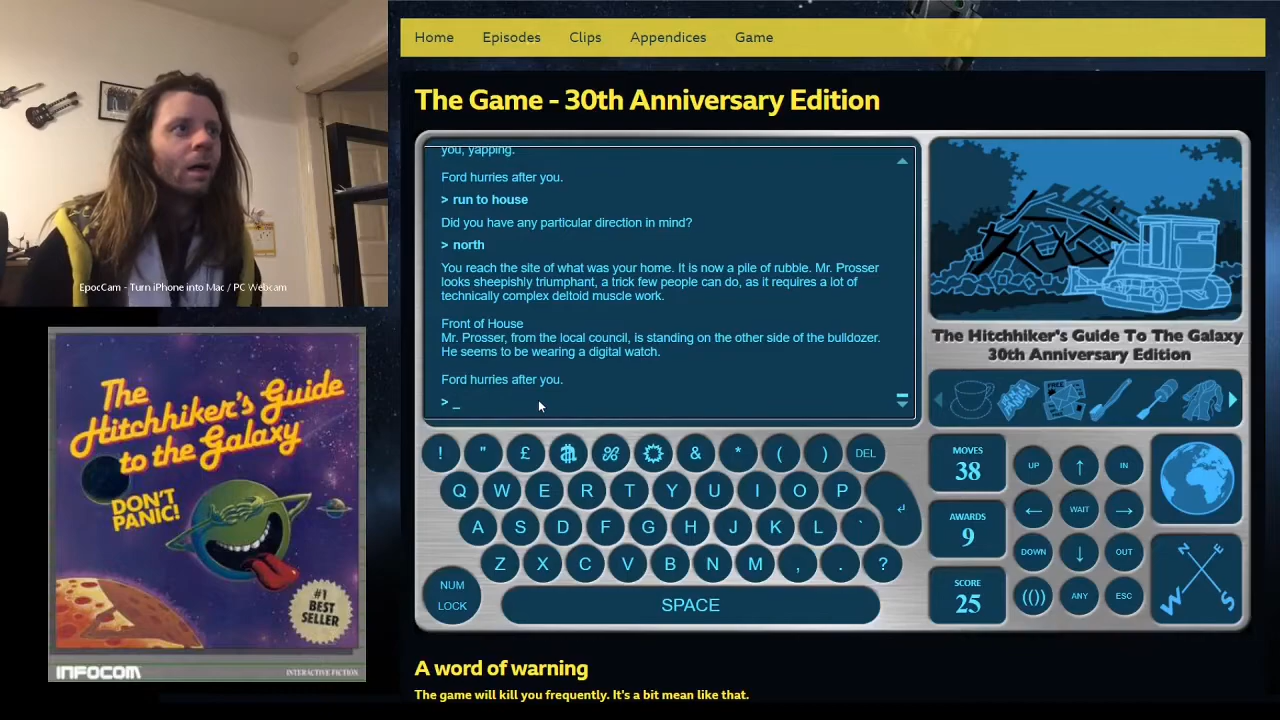 Home Episodes Clips Appendices Game
The Game - 30th Anniversary Edition
you, yapping.
Ford hurries after you.
> run to house
Did you have any particular direction in mind?
> north
You reach the site of what was your home. It is now a pile of rubble. Mr. Prosser
looks sheepishly triumphant, a trick few people can do, as it requires a lot of
technically complex deltoid muscle work.
Front of House
Mr. Prosser, from the local council, is standing on the other side of the bulldozer.
He seems to be wearing a digital watch.
Ford hurries after you.
>_
The Hitchhiker's Guide To The Galaxy
30th Anniversary Edition
FREE
! " £ & * ( ) DEL
Q W E R T Y U I O P
A S D F G H J K L `
Z X C V B N M , . ?
NUM
LOCK
SPACE
MOVES
38
AWARDS
9
SCORE
25
UP ↑ IN
← WAIT →
DOWN ↓ OUT
(()) ANY ESC
N E
W S
A word of warning
The game will kill you frequently. It's a bit mean like that.
EpocCam - Turn iPhone into Mac / PC Webcam
The
Hitchhiker's Guide
to the Galaxy
DON'T
PANIC!
#1
BEST
SELLER
INFOCOM
INTERACTIVE FICTION